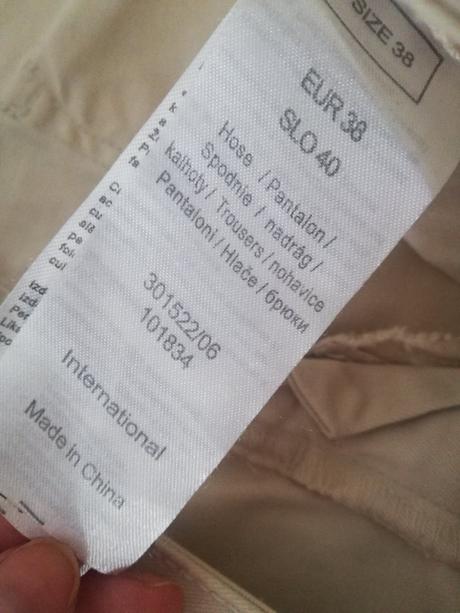 SIZE 38
EUR 38
SLO 40
Hose / Pantalon /
Spodnie / nadrág /
kalhoty / Trousers / nohavice
Pantaloni / Hlače / брюки
301522/06
101834
International
Made in China